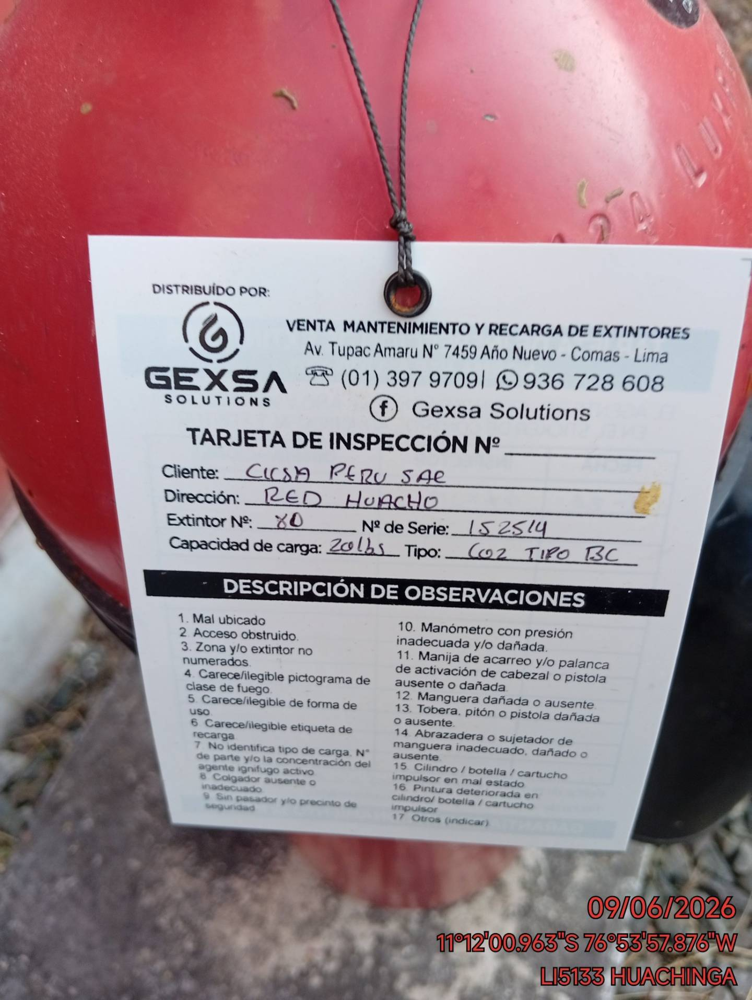 DISTRIBUÍDO POR:
GEXSA
SOLUTIONS
VENTA MANTENIMIENTO Y RECARGA DE EXTINTORES
Av. Tupac Amaru N° 7459 Año Nuevo - Comas - Lima
(01) 397 9709| 936 728 608
Gexsa Solutions
TARJETA DE INSPECCIÓN Nº
Cliente: CICSA PERU SAC
Dirección: RED HUACHO
Extintor Nº: 80 Nº de Serie: 152514
Capacidad de carga: 20lbs Tipo: CO2 TIPO BC
DESCRIPCIÓN DE OBSERVACIONES
1. Mal ubicado
2. Acceso obstruido.
3. Zona y/o extintor no
numerados.
4. Carece/ilegible pictograma de
clase de fuego.
5. Carece/ilegible de forma de
uso.
6. Carece/ilegible etiqueta de
recarga
7. No identifica tipo de carga. N°
de parte y/o la concentración del
agente ignifugo activo
8. Colgador ausente o
inadecuado
9. Sin pasador y/o precinto de
seguridad
10. Manómetro con presión
inadecuada y/o dañada.
11. Manija de acarreo y/o palanca
de activación de cabezal o pistola
ausente o dañada.
12. Manguera dañada o ausente.
13. Tobera, pitón o pistola dañada
o ausente.
14. Abrazadera o sujetador de
manguera inadecuado, dañado o
ausente.
15. Cilindro / botella / cartucho
impulsor en mal estado
16. Pintura deteriorada en
cilindro/ botella / cartucho
impulsor
17. Otros (indicar)
09/06/2026
11°12'00.963"S 76°53'57.876"W
LI5133 HUACHINGA